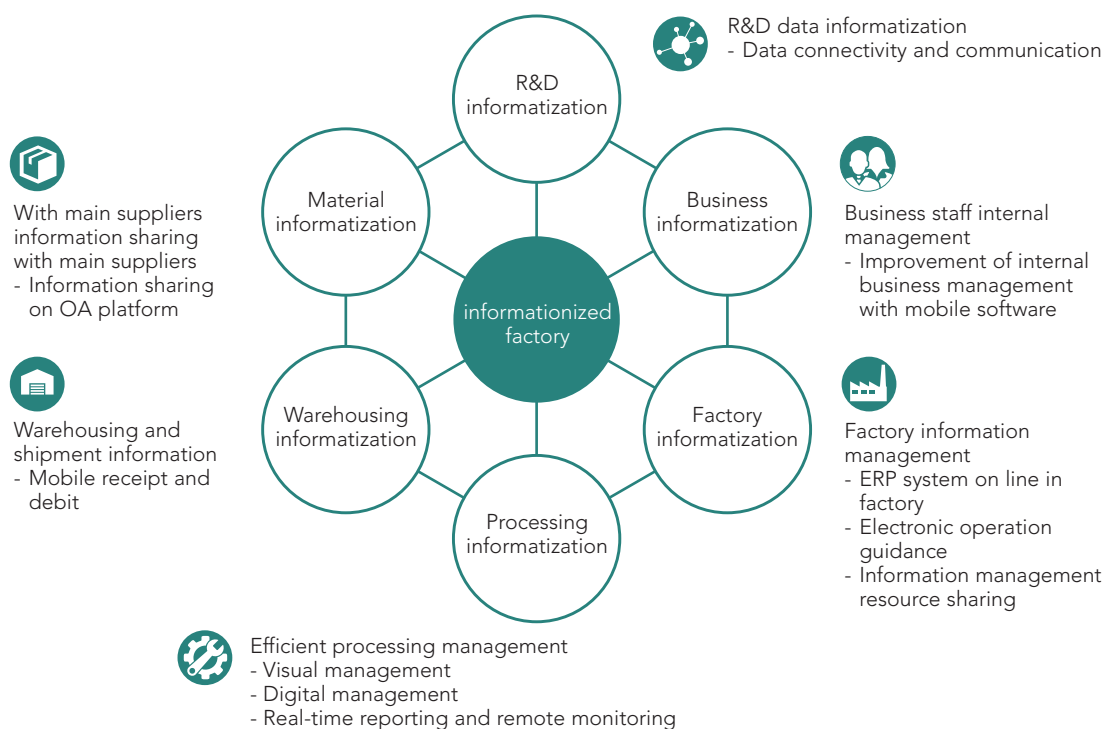 R&D data informatization
- Data connectivity and communication
R&D
informatization
Material
informatization
Business
informatization
With main suppliers
information sharing
with main suppliers
- Information sharing
on OA platform
Business staff internal
management
- Improvement of internal
business management
with mobile software
informationized
factory
Warehousing
informatization
Factory
informatization
Warehousing and
shipment information
- Mobile receipt and
debit
Factory information
management
- ERP system on line in
factory
- Electronic operation
guidance
- Information management
resource sharing
Processing
informatization
Efficient processing management
- Visual management
- Digital management
- Real-time reporting and remote monitoring